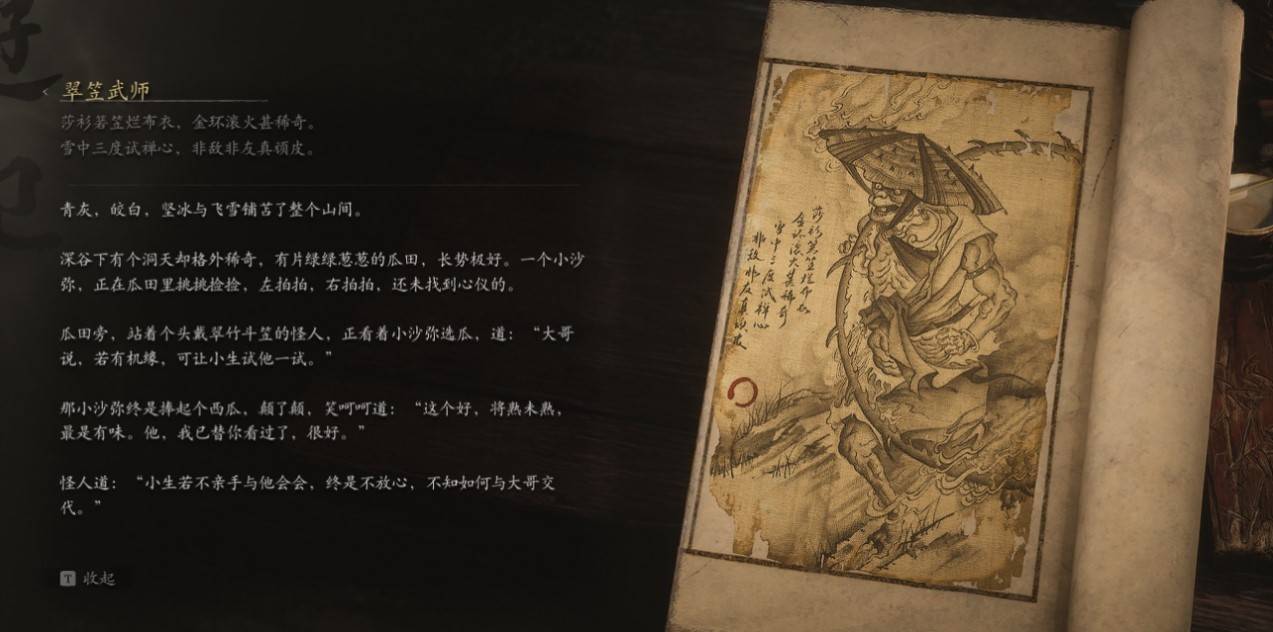 翠笠武师
莎衫箬笠烂布衣，金环滚火甚稀奇。
雪中三度试禅心，非敌非友真顽皮。
青灰，皎白，坚冰与飞雪铺苫了整个山间。
深谷下有个洞天却格外稀奇，有片绿绿葱葱的瓜田，长势极好。一个小沙
弥，正在瓜田里挑挑捡捡，左拍拍，右拍拍，还未找到心仪的。
瓜田旁，站着个头戴翠竹斗笠的怪人，正看着小沙弥选瓜，道：“大哥
说，若有机缘，可让小生试他一试。”
那小沙弥终是捧起个西瓜，颠了颠，笑呵呵道：“这个好，将熟未熟，
最是有味。他，我已替你看过了，很好。”
怪人道：“小生若不亲手与他会会，终是不放心，不知如何与大哥交
代。”
T 收起
莎衫箬笠烂布衣
金环滚火甚稀奇
雪中三度试禅心
非敌非友真顽皮